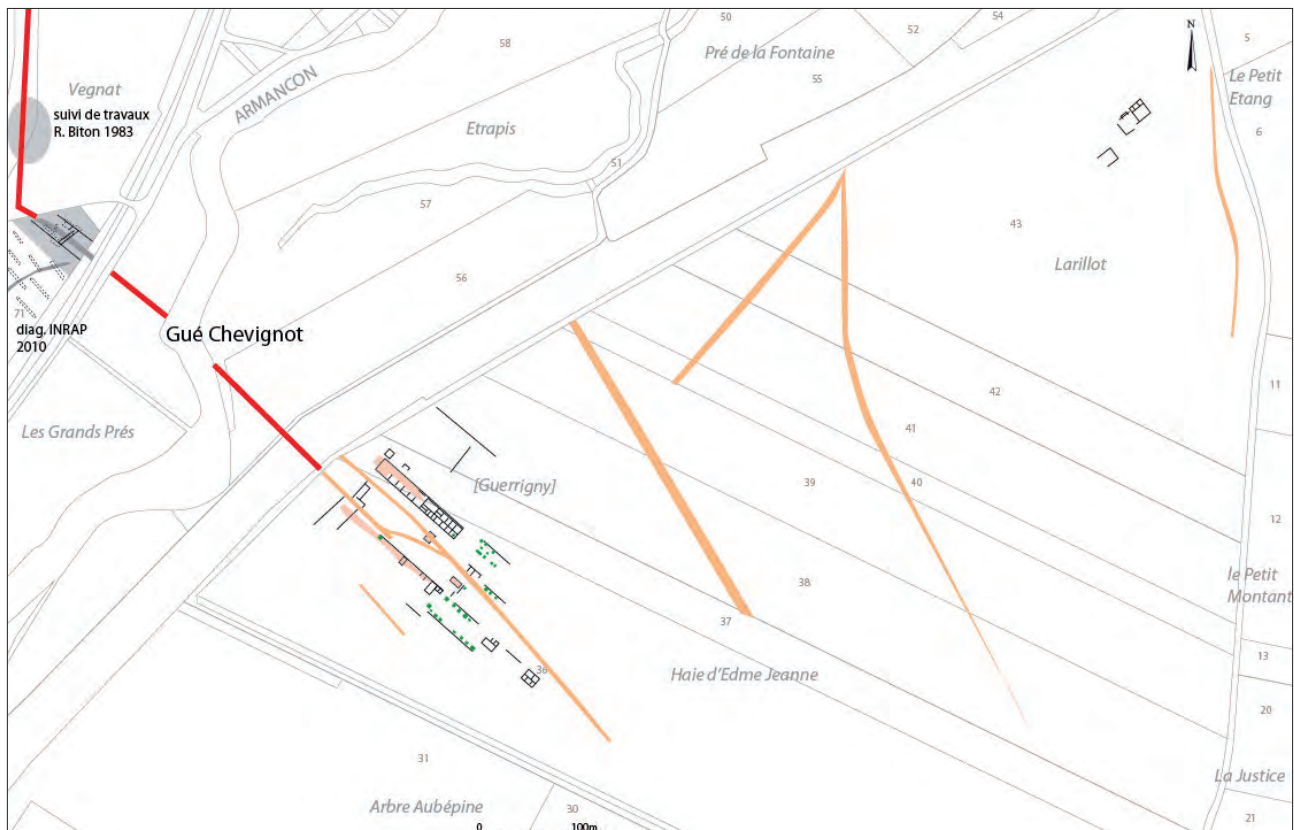 50
54
N
58
52
5
Pré de la Fontaine
Vegnat
ARMANCON
55
Le Petit
Etang
suivi de travaux
R. Biton 1983
Etrapis
6
51
57
43
Larillot
56
71
diag. INRAP
2010
Gué Chevignot
11
42
41
Les Grands Prés
[Guerrigny]
39
40
12
38
le Petit
Montant
37
13
36
Haie d'Edme Jeanne
20
31
La Justice
Arbre Aubépine
30
21
0
100m